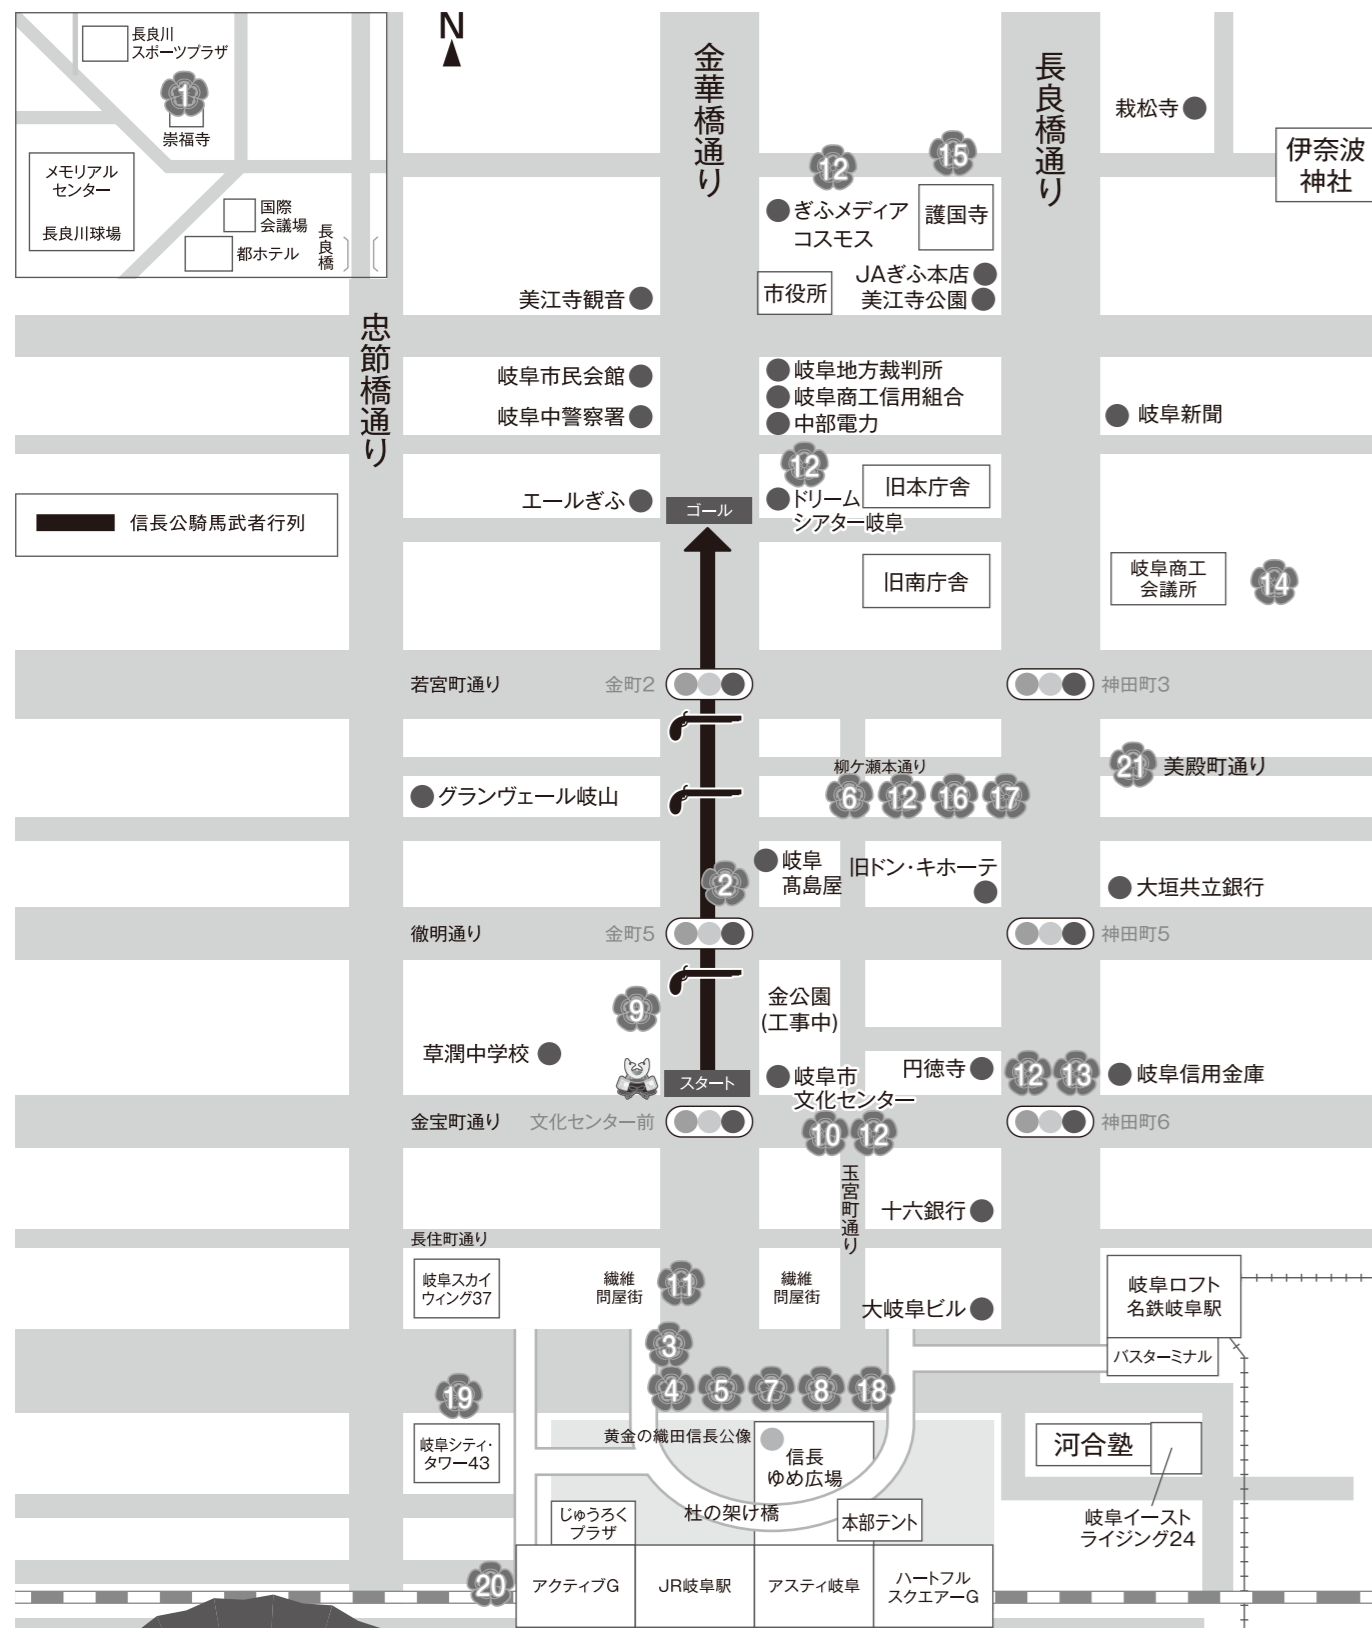 長良川
スポーツプラザ
1
崇福寺
メモリアル
センター
長良川球場
国際
会議場
都ホテル
長良橋
N
金華橋通り
長良橋通り
忠節橋通り
栽松寺
伊奈波
神社
12
15
ぎふメディア
コスモス
護国寺
市役所
JAぎふ本店
美江寺公園
美江寺観音
岐阜市民会館
岐阜中警察署
岐阜地方裁判所
岐阜商工信用組合
中部電力
岐阜新聞
12
エールぎふ
ゴール
ドリーム
シアター岐阜
旧本庁舎
信長公騎馬武者行列
旧南庁舎
岐阜商工
会議所
14
若宮町通り
金町2
神田町3
柳ケ瀬本通り
21
美殿町通り
グランヴェール岐山
6
12
16
17
2
岐阜
髙島屋
旧ドン・キホーテ
大垣共立銀行
徹明通り
金町5
神田町5
9
金公園
(工事中)
草潤中学校
スタート
岐阜市
文化センター
円徳寺
12
13
岐阜信用金庫
金宝町通り
文化センター前
10
12
神田町6
玉宮町通り
十六銀行
長住町通り
岐阜スカイ
ウィング37
繊維
問屋街
11
繊維
問屋街
大岐阜ビル
岐阜ロフト
名鉄岐阜駅
バスターミナル
3
4
5
7
8
18
19
岐阜シティ・
タワー43
黄金の織田信長公像
信長
ゆめ広場
河合塾
岐阜イースト
ライジング24
杜の架け橋
じゅうろく
プラザ
本部テント
20
アクティブG
JR岐阜駅
アスティ岐阜
ハートフル
スクエアーG